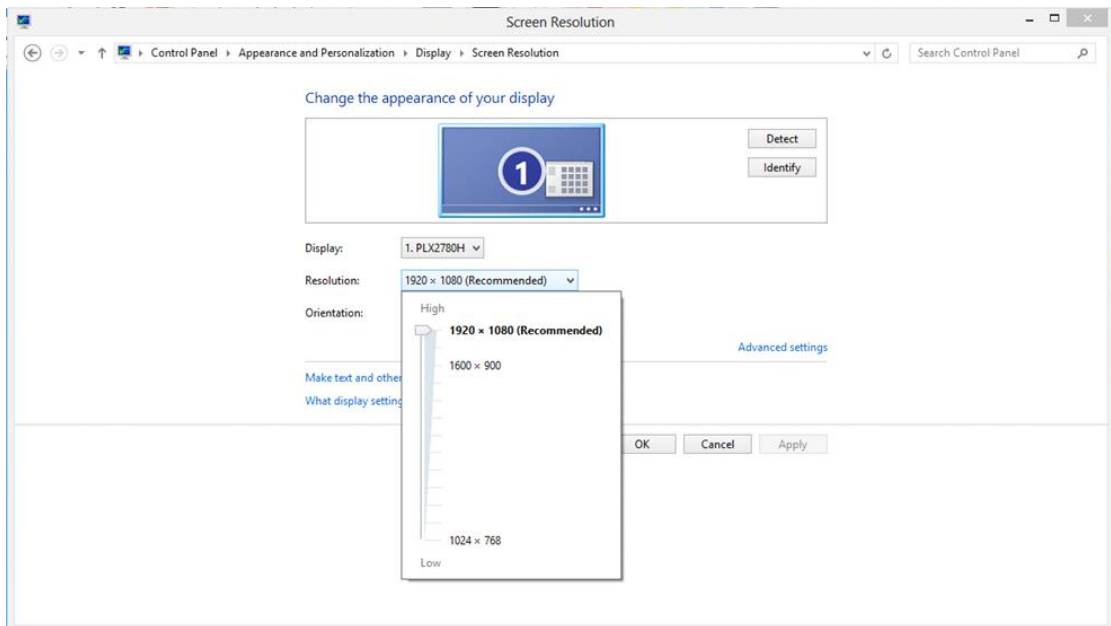 Screen Resolution
Control Panel Appearance and Personalization Display Screen Resolution
Search Control Panel
Change the appearance of your display
1
Detect
Identify
Display: 1. PLX2780H
Resolution: 1920 × 1080 (Recommended)
Orientation:
High
1920 × 1080 (Recommended)
1600 × 900
1024 × 768
Low
Advanced settings
Make text and other
What display setting
OK Cancel Apply